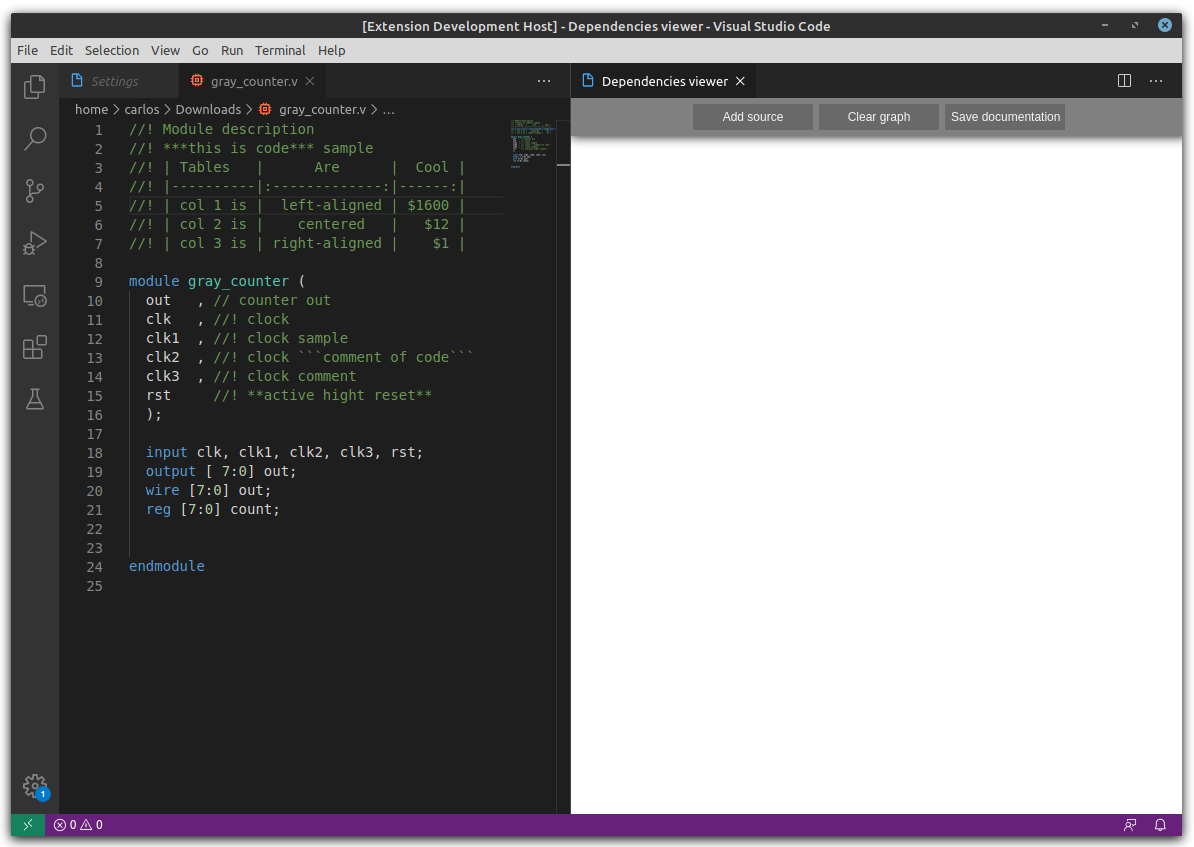 [Extension Development Host] - Dependencies viewer - Visual Studio Code
File Edit Selection View Go Run Terminal Help
Settings gray_counter.v
Dependencies viewer
home > carlos > Downloads > gray_counter.v > ...
Add source Clear graph Save documentation
1 //! Module description
2 //! ***this is code*** sample
3 //! | Tables   |      Are      |  Cool |
4 //! |----------|:-------------:|------:|
5 //! | col 1 is |  left-aligned | $1600 |
6 //! | col 2 is |    centered   |   $12 |
7 //! | col 3 is | right-aligned |    $1 |
8
9 module gray_counter (
10   out   , // counter out
11   clk   , //! clock
12   clk1  , //! clock sample
13   clk2  , //! clock ```comment of code```
14   clk3  , //! clock comment
15   rst     //! **active hight reset**
16   );
17
18   input clk, clk1, clk2, clk3, rst;
19   output [ 7:0] out;
20   wire [7:0] out;
21   reg [7:0] count;
22
23
24 endmodule
25
1
0 0